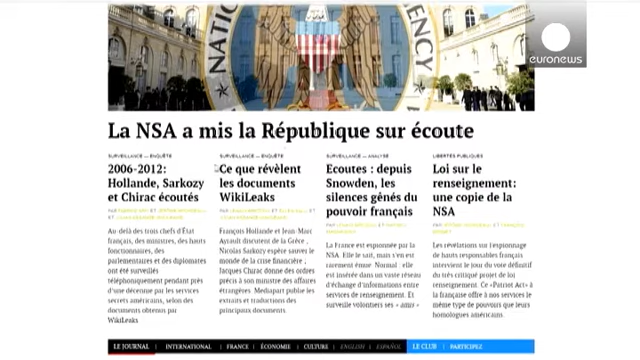 NATION
ENCY
euronews
La NSA a mis la République sur écoute
SURVEILLANCE — ENQUÊTE
2006-2012:
Hollande, Sarkozy
et Chirac écoutés
Au-delà des trois chefs d'État
français, des ministres, des hauts
fonctionnaires, des
parlementaires et des diplomates
ont été surveillés
téléphoniquement pendant près
d'une décennie par les services
secrets américains, selon des
documents obtenus par
WikiLeaks
SURVEILLANCE — ENQUÊTE
Ce que révèlent
les documents
WikiLeaks
François Hollande et Jean-Marc
Ayrault discutent de la Grèce ;
Nicolas Sarkozy espère sauver le
monde de la crise financière ;
Jacques Chirac donne des ordres
précis à son ministre des affaires
étrangères. Mediapart publie les
extraits et traductions des
principaux documents.
SURVEILLANCE — ANALYSE
Ecoutes : depuis
Snowden, les
silences gênés du
pouvoir français
La France est espionnée par la
NSA. Elle le sait, mais s'en est
rarement émue. Normal : elle
est insérée dans un vaste réseau
d'échange d'informations entre
services de renseignement. Et
surveille volontiers ses « amis »
LIBERTÉS PUBLIQUES
Loi sur le
renseignement:
une copie de la
NSA
Les révélations sur l'espionnage
de hauts responsables français
intervient le jour du vote définitif
du très critiqué projet de loi
renseignement. Ce «Patriot Act» à
la française offre à nos services le
même type de pouvoirs que leurs
homologues américains.
LE JOURNAL | INTERNATIONAL | FRANCE | ÉCONOMIE | CULTURE | ENGLISH | ESPAÑOL LE CLUB | PARTICIPEZ